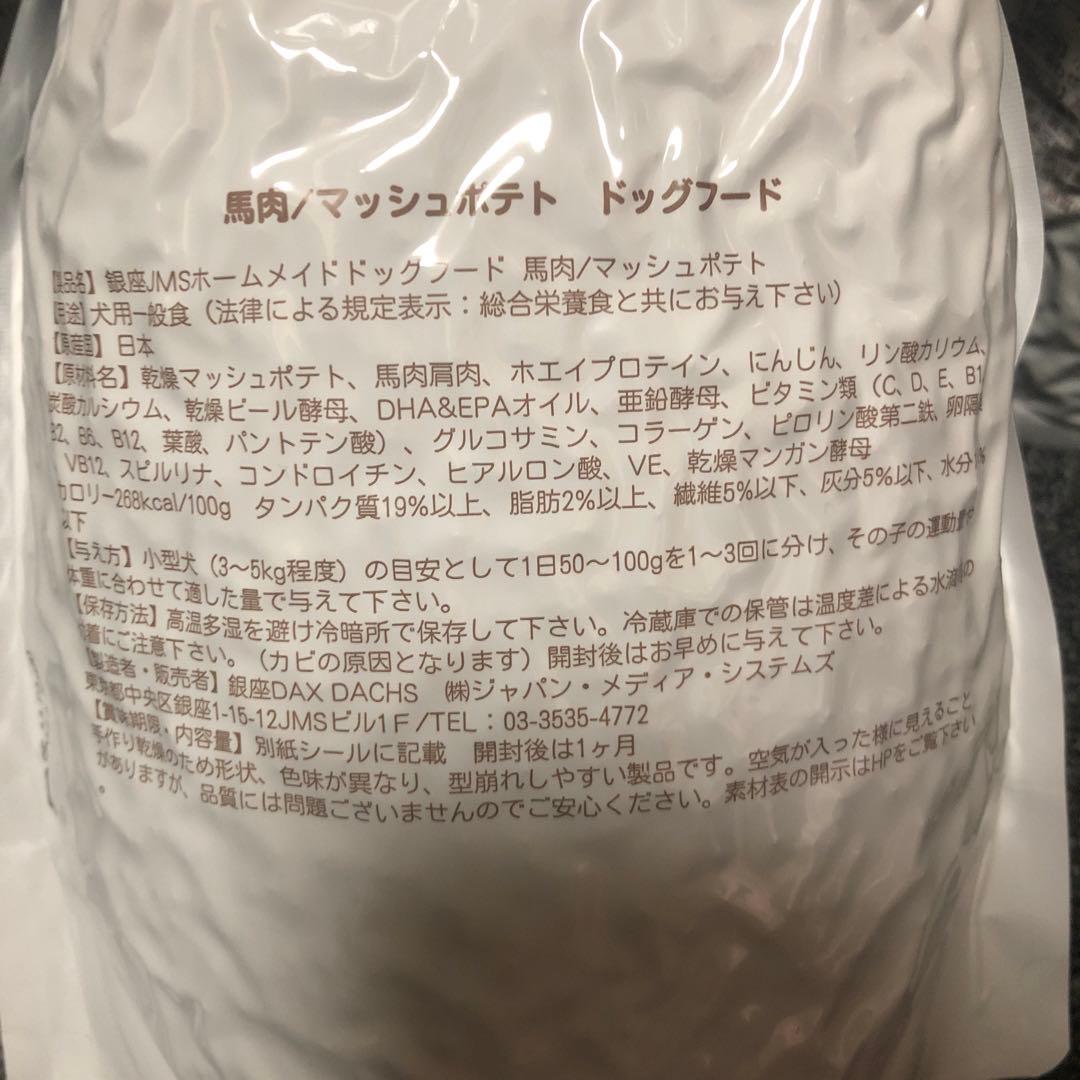 馬肉/マッシュポテト ドッグフード
【製品名】銀座JMSホームメイドドッグフード 馬肉/マッシュポテト
【用途】犬用一般食（法律による規定表示：総合栄養食と共にお与え下さい）
【原産国】日本
【原材料名】乾燥マッシュポテト、馬肉肩肉、ホエイプロテイン、にんじん、リン酸カリウム、
炭酸カルシウム、乾燥ビール酵母、DHA&EPAオイル、亜鉛酵母、ビタミン類（C、D、E、B1
B2、B6、B12、葉酸、パントテン酸）、グルコサミン、コラーゲン、ピロリン酸第二鉄、卵隔
VB12、スピルリナ、コンドロイチン、ヒアルロン酸、VE、乾燥マンガン酵母
カロリー268kcal/100g タンパク質19%以上、脂肪2%以上、繊維5%以下、灰分5%以下、水分
以下
【与え方】小型犬（3〜5kg程度）の目安として1日50〜100gを1〜3回に分け、その子の運動量や
体重に合わせて適した量で与えて下さい。
【保存方法】高温多湿を避け冷暗所で保存して下さい。冷蔵庫での保管は温度差による水滴の
着にご注意下さい。（カビの原因となります）開封後はお早めに与えて下さい。
【製造者・販売者】銀座DAX DACHS ㈱ジャパン・メディア・システムズ
東京都中央区銀座1-15-12JMSビル1F/TEL：03-3535-4772
【賞味期限・内容量】別紙シールに記載 開封後は1ヶ月
手作り乾燥のため形状、色味が異なり、型崩れしやすい製品です。空気が入った様に見えること
がありますが、品質には問題ございませんのでご安心ください。素材表の開示はHPをご覧下さい
。